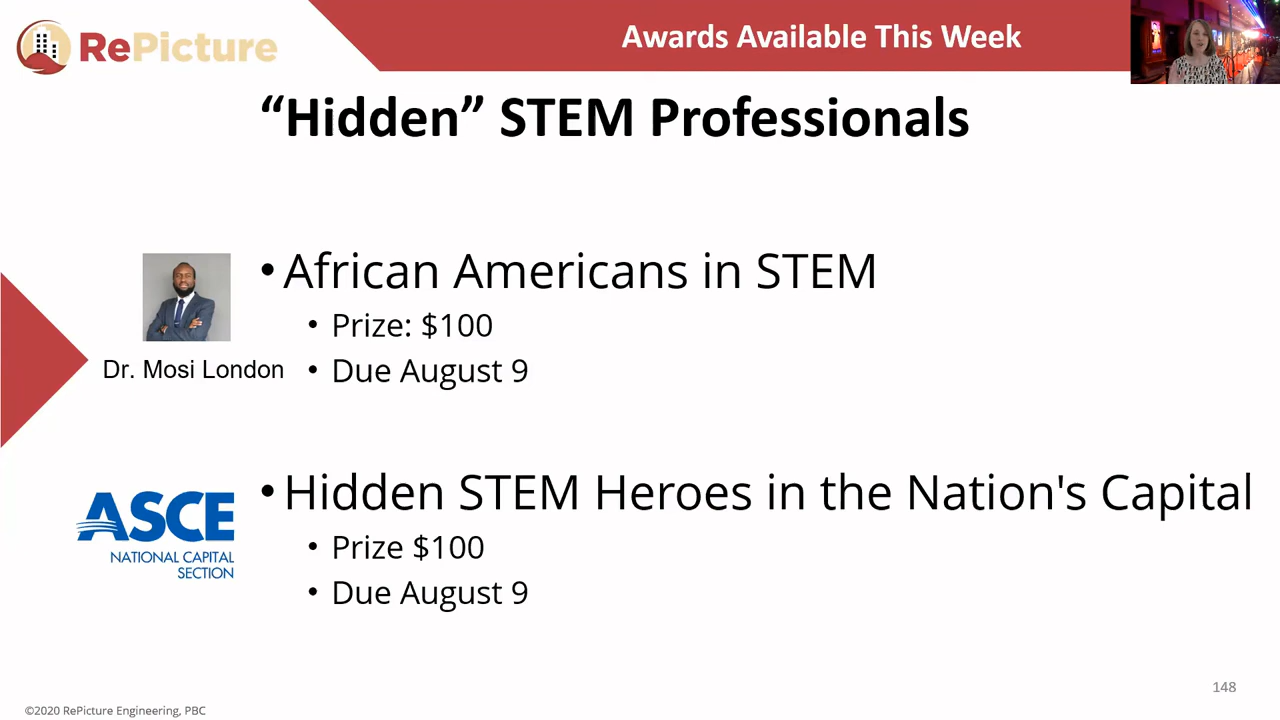 RePicture
Awards Available This Week
“Hidden” STEM Professionals
• African Americans in STEM
• Prize: $100
Dr. Mosi London
• Due August 9
ASCE
NATIONAL CAPITAL
SECTION
• Hidden STEM Heroes in the Nation's Capital
• Prize $100
• Due August 9
148
©2020 RePicture Engineering, PBC